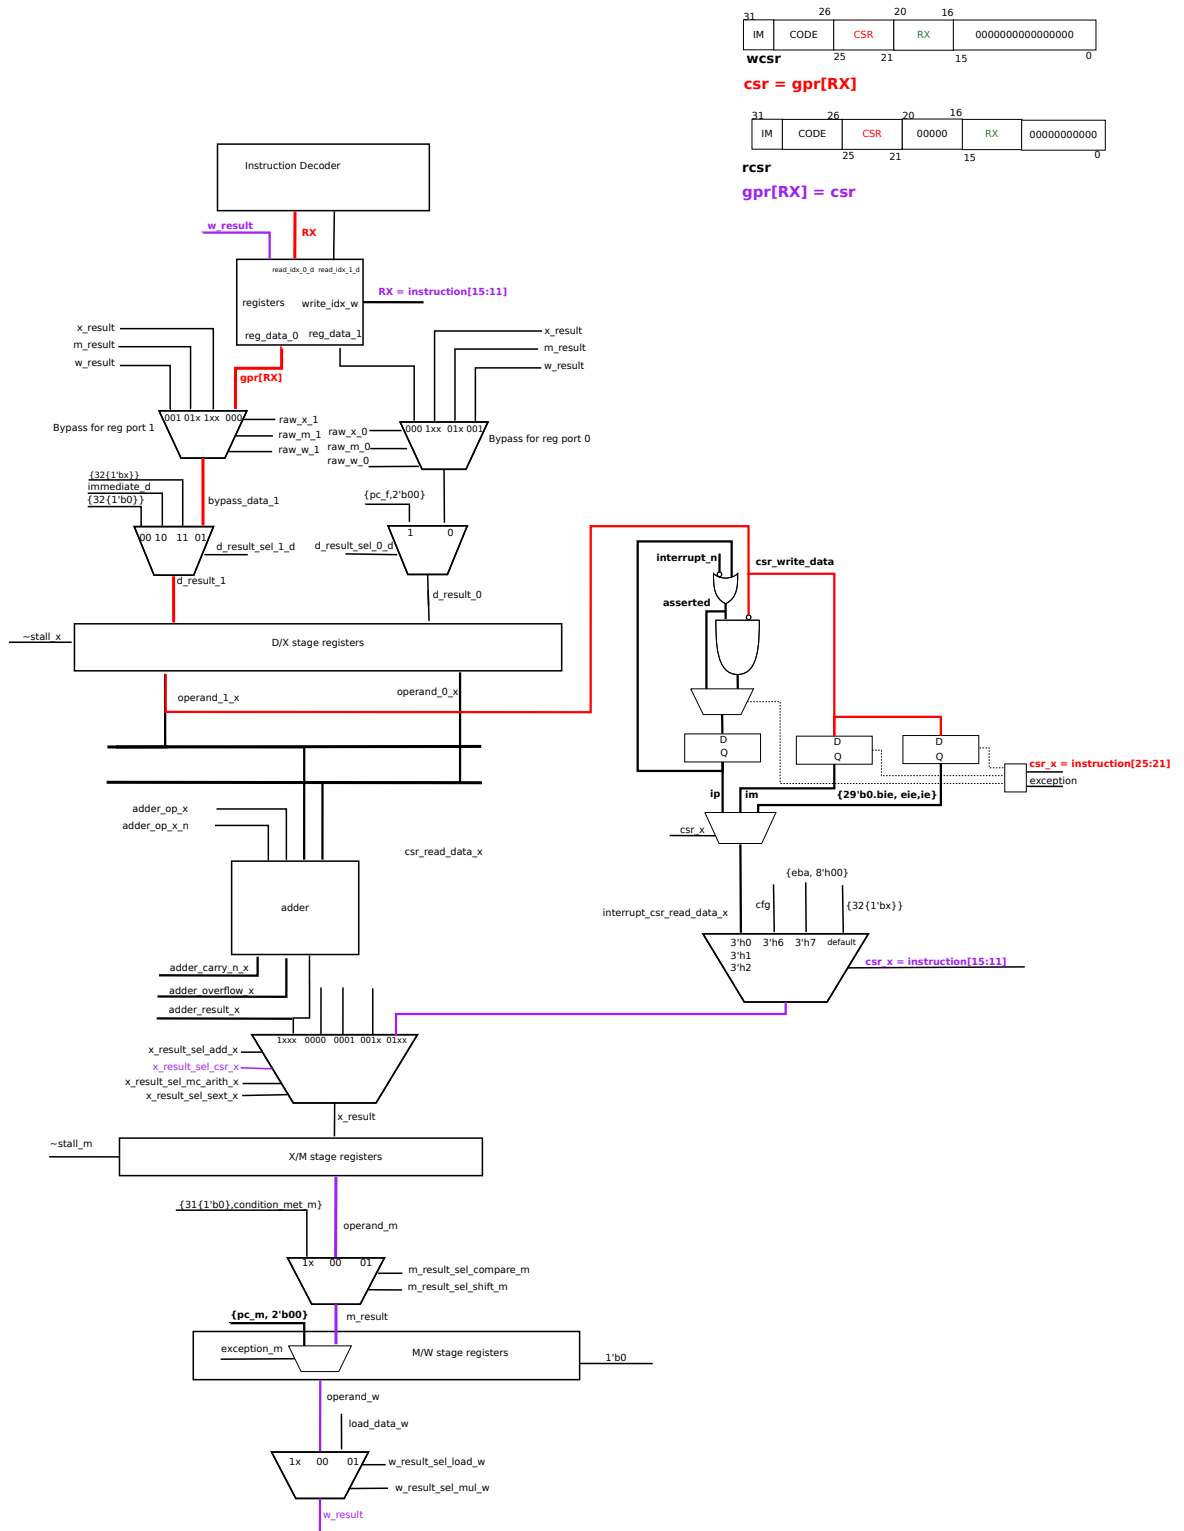 31
26
20
16
IM
CODE
CSR
RX
0000000000000000
25
21
15
0
wcsr
csr = gpr[RX]
31
26
20
16
IM
CODE
CSR
00000
RX
00000000000
25
21
15
0
rcsr
gpr[RX] = csr
Instruction Decoder
w_result
RX
read_idx_0_d
read_idx_1_d
registers
write_idx_w
RX = instruction[15:11]
reg_data_0
reg_data_1
x_result
m_result
w_result
gpr[RX]
x_result
m_result
w_result
001 01x 1xx 000
raw_x_1
raw_m_1
raw_w_1
Bypass for reg port 1
000 1xx 01x 001
raw_x_0
raw_m_0
raw_w_0
Bypass for reg port 0
{32{1'bx}}
immediate_d
{32{1'b0}}
bypass_data_1
{pc_f,2'b00}
00 10 11 01
d_result_sel_1_d
1 0
d_result_sel_0_d
d_result_1
d_result_0
~stall_x
D/X stage registers
operand_1_x
operand_0_x
interrupt_n
csr_write_data
asserted
D
Q
D
Q
D
Q
csr_x = instruction[25:21]
exception
ip
im
{29'b0.bie, eie,ie}
csr_x
adder_op_x
adder_op_x_n
csr_read_data_x
adder
{eba, 8'h00}
cfg
{32{1'bx}}
interrupt_csr_read_data_x
3'h0
3'h1
3'h2
3'h6
3'h7
default
csr_x = instruction[15:11]
adder_carry_n_x
adder_overflow_x
adder_result_x
1xxx 0000 0001 001x 01xx
x_result_sel_add_x
x_result_sel_csr_x
x_result_sel_mc_arith_x
x_result_sel_sext_x
x_result
~stall_m
X/M stage registers
{31{1'b0},condition_met_m}
operand_m
1x 00 01
m_result_sel_compare_m
m_result_sel_shift_m
{pc_m, 2'b00}
m_result
exception_m
M/W stage registers
1'b0
operand_w
load_data_w
1x 00 01
w_result_sel_load_w
w_result_sel_mul_w
w_result